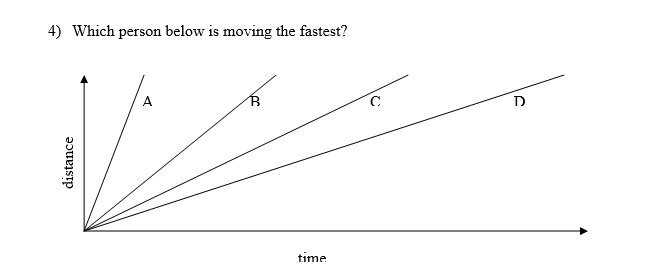 4) Which person below is moving the fastest?
A
B
C
D
distance
time